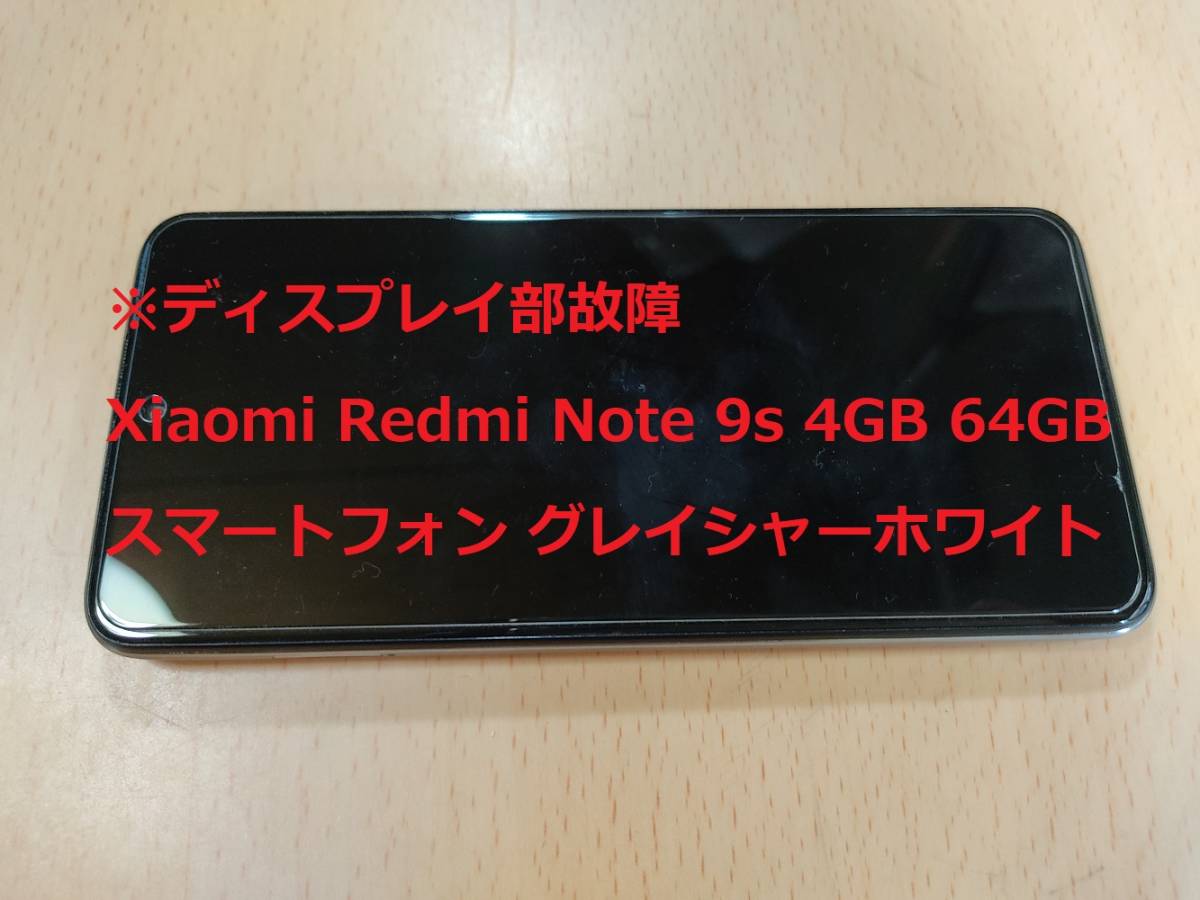 ※ディスプレイ部故障
Xiaomi Redmi Note 9s 4GB 64GB
スマートフォン グレイシャーホワイト